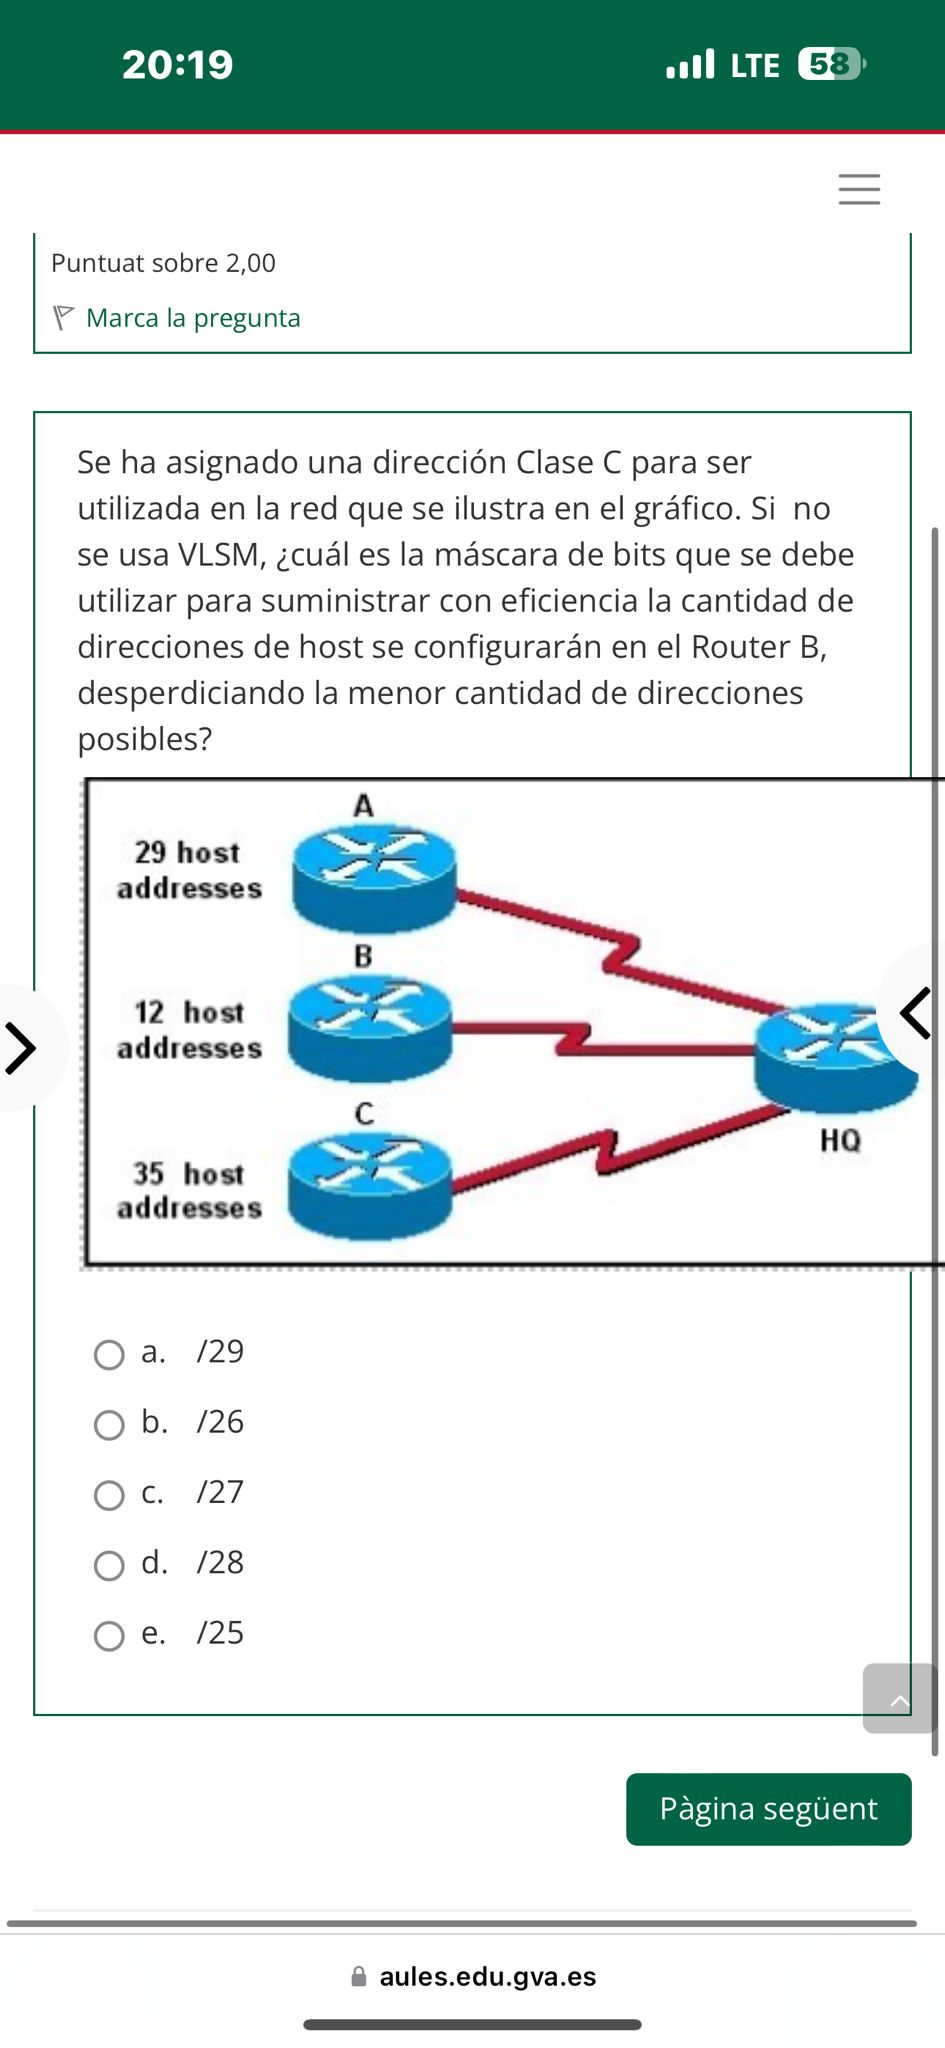 20:19
LTE 58
Puntuat sobre 2,00
Marca la pregunta
Se ha asignado una dirección Clase C para ser
utilizada en la red que se ilustra en el gráfico. Si  no
se usa VLSM, ¿cuál es la máscara de bits que se debe
utilizar para suministrar con eficiencia la cantidad de
direcciones de host se configurarán en el Router B,
desperdiciando la menor cantidad de direcciones
posibles?
A
29 host
addresses
B
12 host
addresses
C
35 host
addresses
HQ
a. /29
b. /26
c. /27
d. /28
e. /25
Pàgina següent
aules.edu.gva.es